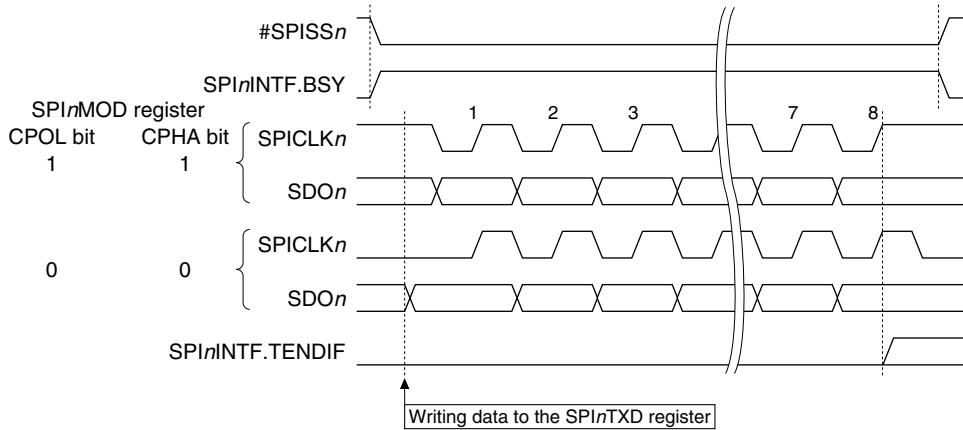 #SPISSn
SPInINTF.BSY
SPInMOD register
CPOL bit CPHA bit
1 1
SPICLKn
1 2 3 7 8
SDOn
0 0
SPICLKn
SDOn
SPInINTF.TENDIF
Writing data to the SPInTXD register